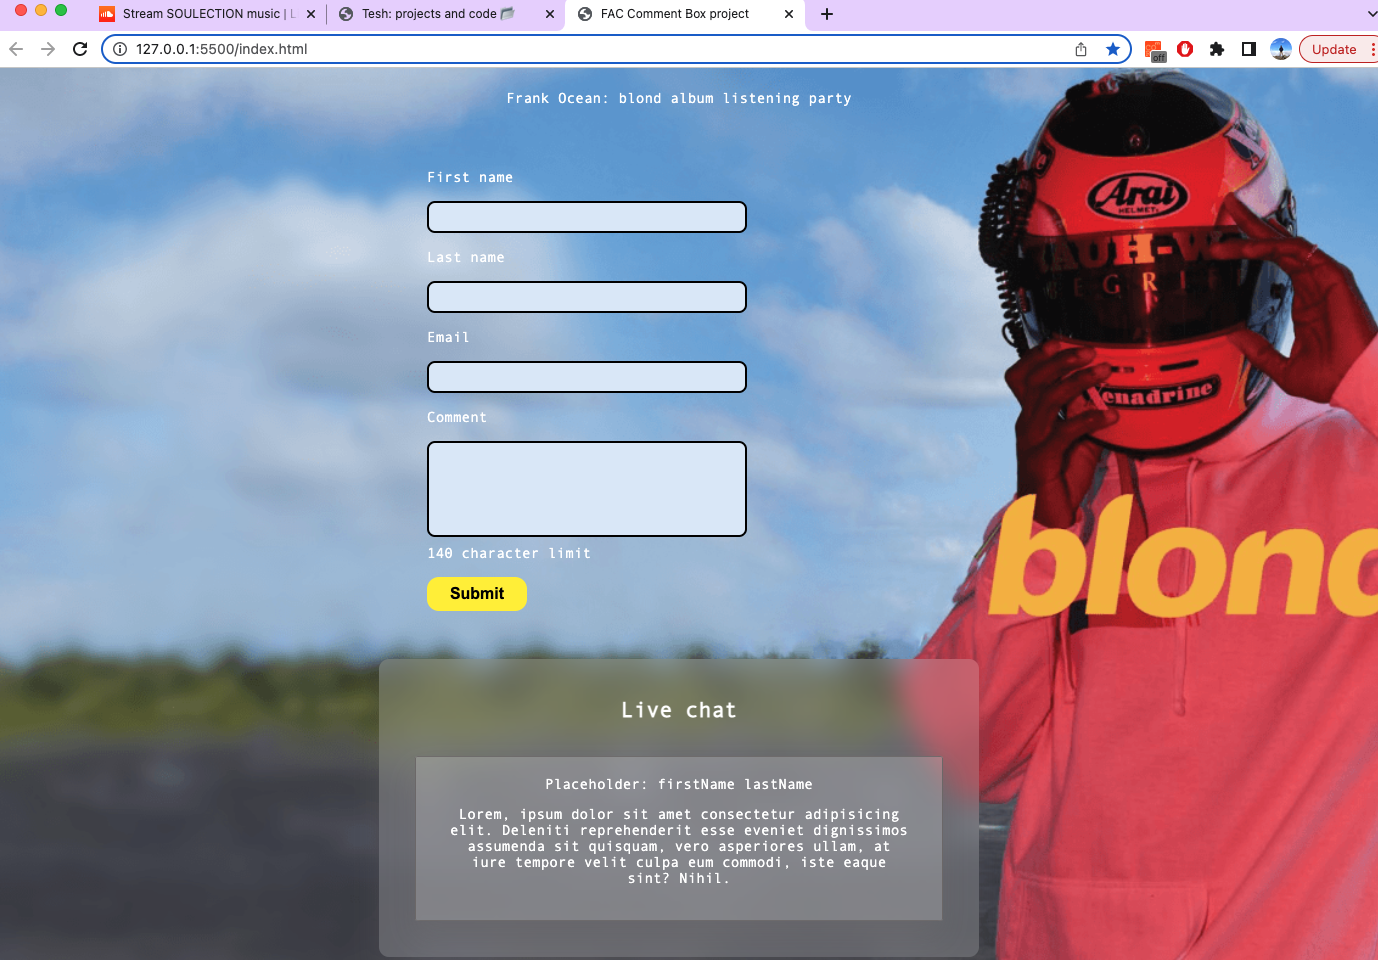 Stream SOULECTION music | L
Tesh: projects and code
FAC Comment Box project
127.0.0.1:5500/index.html
off
Update
Frank Ocean: blond album listening party
First name
Last name
Email
Comment
140 character limit
Submit
Arai
HELMET
Xenadrine
blond
Live chat
Placeholder: firstName lastName
Lorem, ipsum dolor sit amet consectetur adipisicing
elit. Deleniti reprehenderit esse eveniet dignissimos
assumenda sit quisquam, vero asperiores ullam, at
iure tempore velit culpa eum commodi, iste eaque
sint? Nihil.